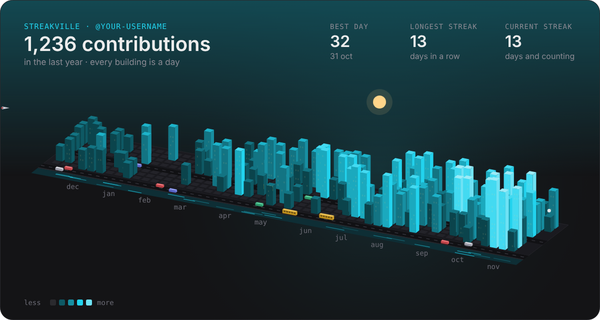 STREAKVILLE · @YOUR-USERNAME
1,236 contributions
in the last year · every building is a day
BEST DAY
32
31 oct
LONGEST STREAK
13
days in a row
CURRENT STREAK
13
days and counting
dec
jan
feb
mar
apr
may
jun
jul
aug
sep
oct
nov
less
more